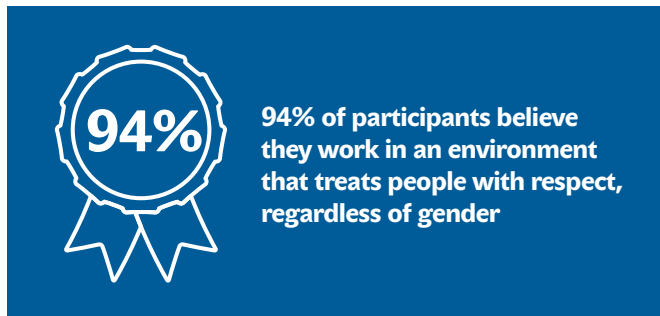 94%
94% of participants believe
they work in an environment
that treats people with respect,
regardless of gender